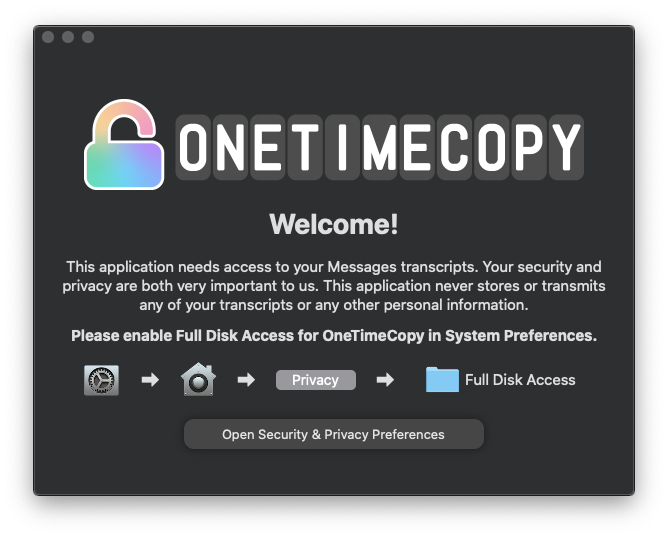 ONETIMECOPY
Welcome!
This application needs access to your Messages transcripts. Your security and
privacy are both very important to us. This application never stores or transmits
any of your transcripts or any other personal information.
Please enable Full Disk Access for OneTimeCopy in System Preferences.
Privacy Full Disk Access
Open Security & Privacy Preferences